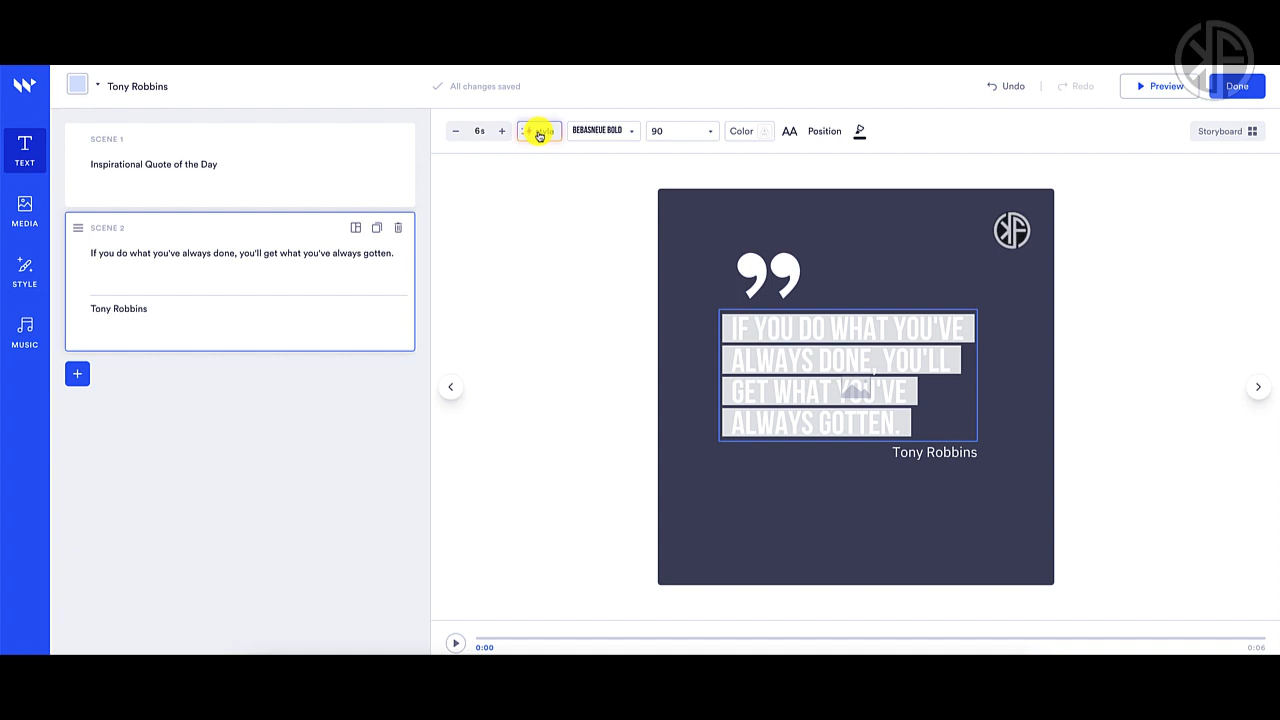 Tony Robbins
All changes saved
Undo
Redo
Preview
Done
TEXT
MEDIA
STYLE
MUSIC
SCENE 1
Inspirational Quote of the Day
SCENE 2
If you do what you've always done, you'll get what you've always gotten.
Tony Robbins
6s
BEBASNEUE BOLD
90
Color
AA
Position
Storyboard
IF YOU DO WHAT YOU'VE
ALWAYS DONE, YOU'LL
GET WHAT YOU'VE
ALWAYS GOTTEN.
Tony Robbins
0:00
0:06